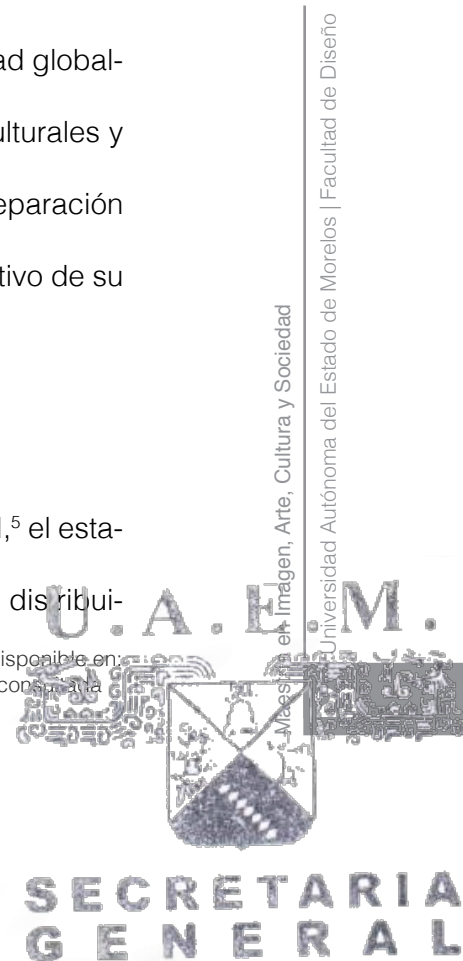 ad global-
ulturales y
eparación
tivo de su
l,⁵ el esta-
distribui-
isponible en:
consultada
Maestría en Imagen, Arte, Cultura y Sociedad
Universidad Autónoma del Estado de Morelos | Facultad de Diseño
U.A.E.M.
SECRETARIA
GENERAL